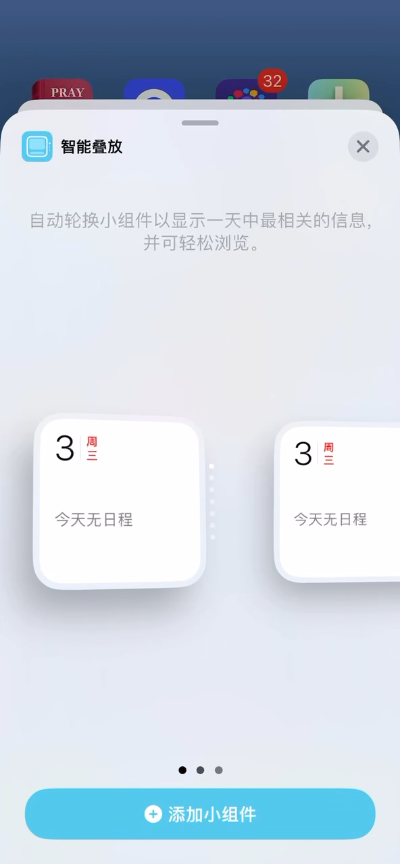 PRAY
32
智能叠放
自动轮换小组件以显示一天中最相关的信息,
并可轻松浏览。
3 周三
今天无日程
3 周三
今天无日程
添加小组件